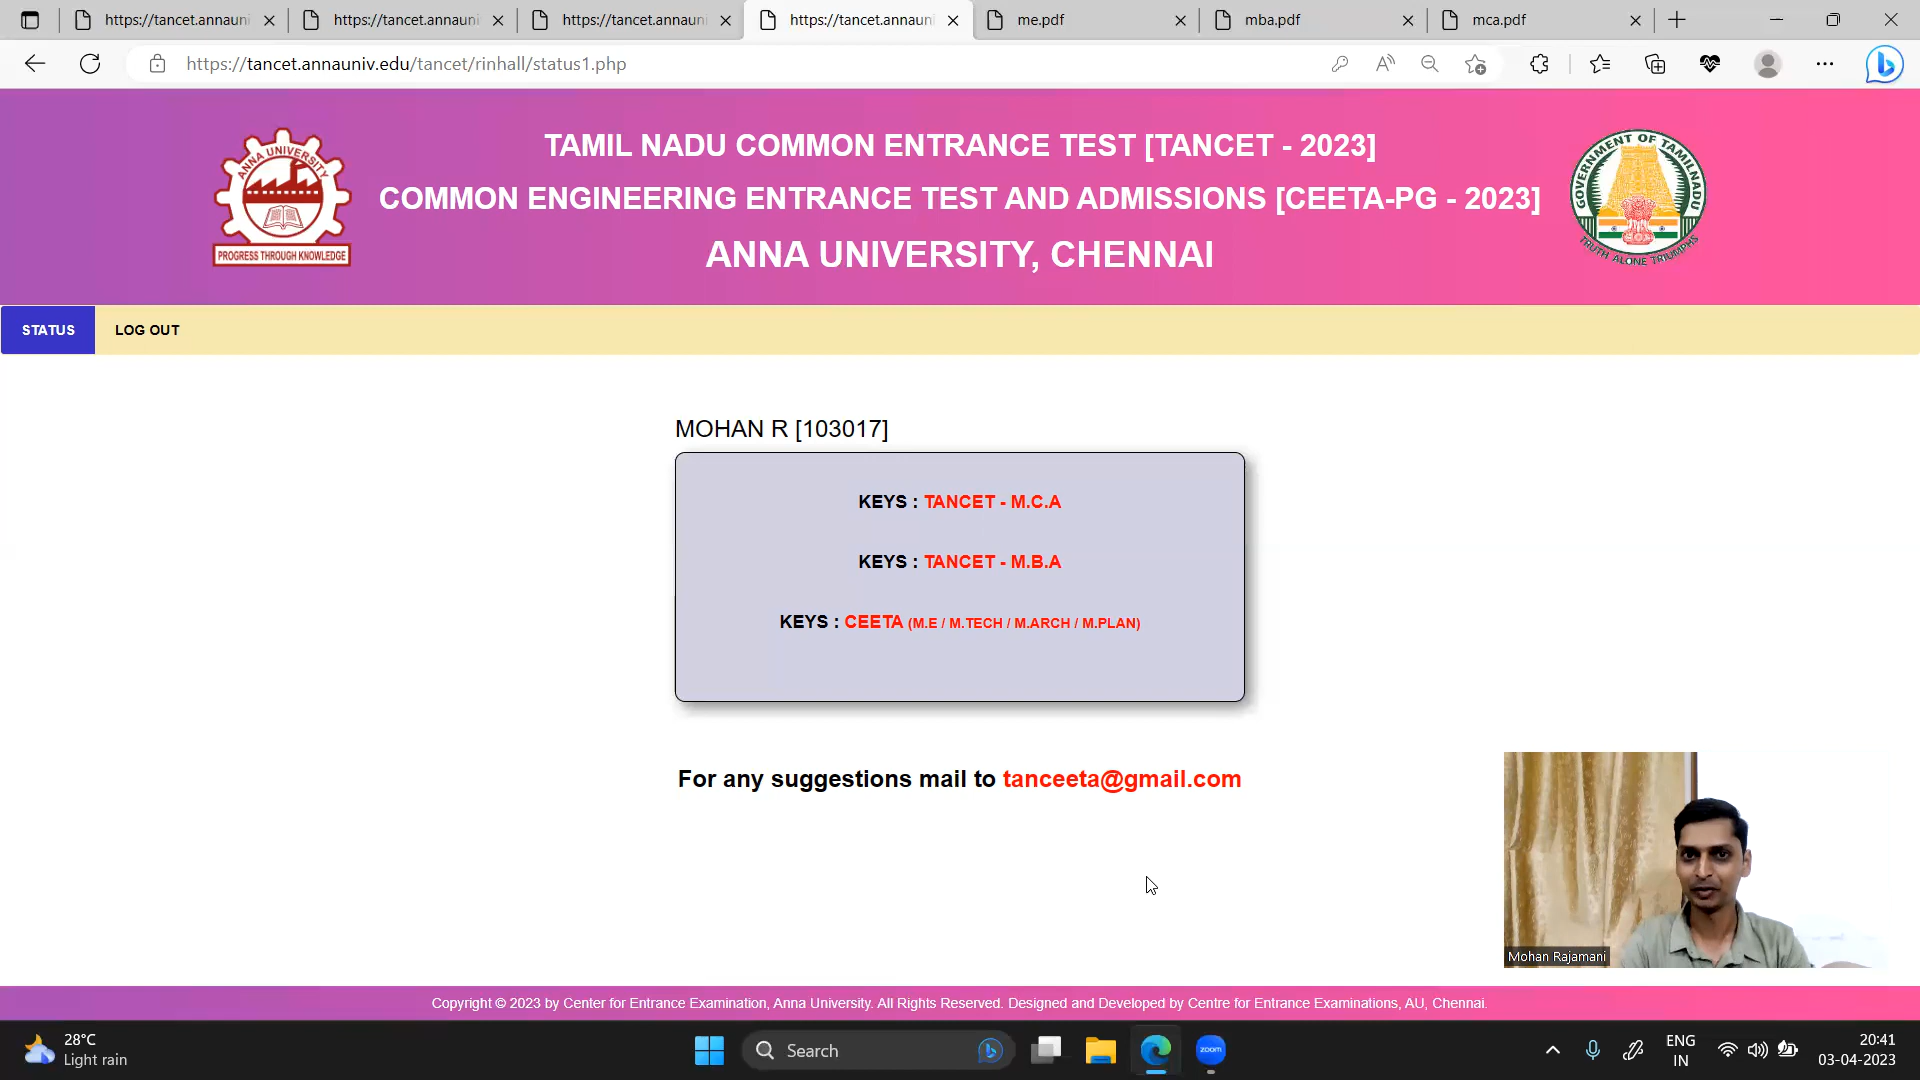 https://tancet.annauni
https://tancet.annauni
https://tancet.annauni
https://tancet.annauni
me.pdf
mba.pdf
mca.pdf
https://tancet.annauniv.edu/tancet/rinhall/status1.php
ANNA UNIVERSITY
PROGRESS THROUGH KNOWLEDGE
TAMIL NADU COMMON ENTRANCE TEST [TANCET - 2023]
COMMON ENGINEERING ENTRANCE TEST AND ADMISSIONS [CEETA-PG - 2023]
ANNA UNIVERSITY, CHENNAI
GOVERNMENT OF TAMILNADU
TRUTH ALONE TRIUMPHS
STATUS
LOG OUT
MOHAN R [103017]
KEYS : TANCET - M.C.A
KEYS : TANCET - M.B.A
KEYS : CEETA (M.E / M.TECH / M.ARCH / M.PLAN)
For any suggestions mail to tanceeta@gmail.com
Mohan Rajamani
Copyright © 2023 by Center for Entrance Examination, Anna University. All Rights Reserved. Designed and Developed by Centre for Entrance Examinations, AU, Chennai.
28°C
Light rain
Search
zoom
ENG
IN
20:41
03-04-2023